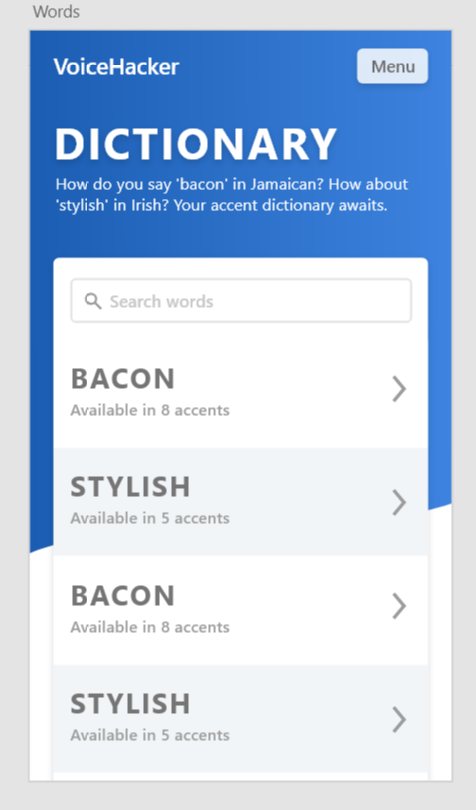 Words
VoiceHacker
Menu
DICTIONARY
How do you say 'bacon' in Jamaican? How about
'stylish' in Irish? Your accent dictionary awaits.
Search words
BACON
Available in 8 accents
STYLISH
Available in 5 accents
BACON
Available in 8 accents
STYLISH
Available in 5 accents